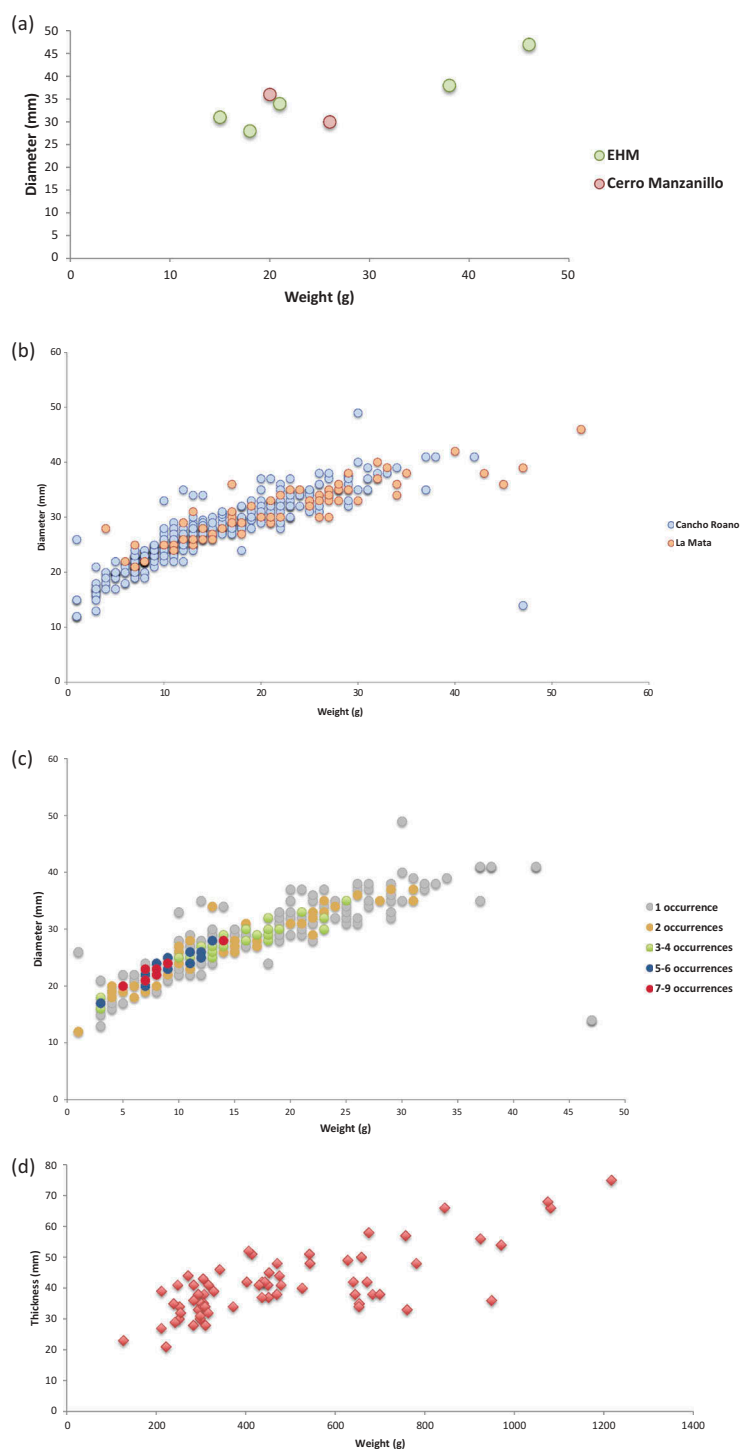 (a)
50
45
40
35
30
25
20
15
10
5
0
Diameter (mm)
0 10 20 30 40 50
Weight (g)
EHM
Cerro Manzanillo
(b)
60
50
40
30
20
10
0
Diameter (mm)
0 10 20 30 40 50 60
Weight (g)
Cancho Roano
La Mata
(c)
60
50
40
30
20
10
0
Diameter (mm)
0 5 10 15 20 25 30 35 40 45 50
Weight (g)
1 occurrence
2 occurrences
3-4 occurrences
5-6 occurrences
7-9 occurrences
(d)
80
70
60
50
40
30
20
10
0
Thickness (mm)
0 200 400 600 800 1000 1200 1400
Weight (g)